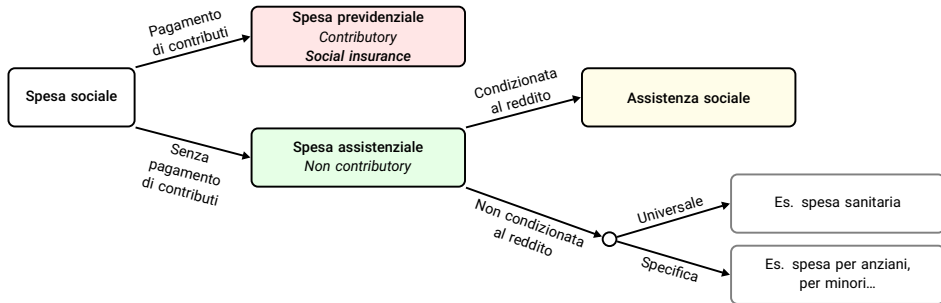 Pagamento
di contributi
Spesa previdenziale
Contributory
Social insurance
Spesa sociale
Senza
pagamento
di contributi
Spesa assistenziale
Non contributory
Condizionata
al reddito
Assistenza sociale
Non condizionata
al reddito
Universale
Es. spesa sanitaria
Specifica
Es. spesa per anziani,
per minori…